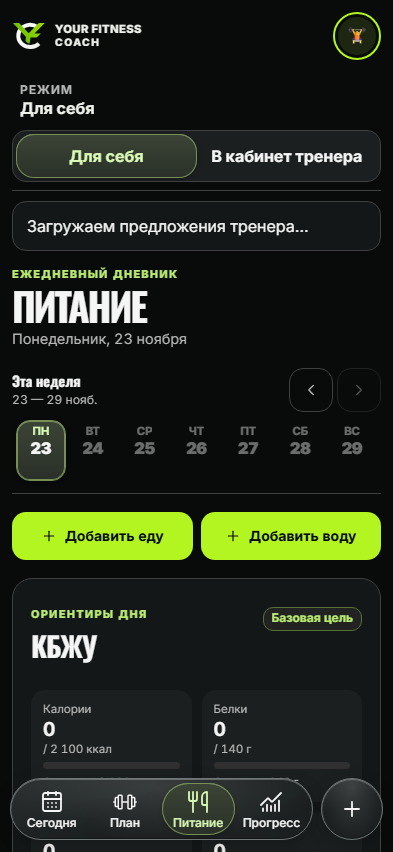 YOUR FITNESS
COACH
РЕЖИМ
Для себя
Для себя
В кабинет тренера
Загружаем предложения тренера...
ЕЖЕДНЕВНЫЙ ДНЕВНИК
ПИТАНИЕ
Понедельник, 23 ноября
Эта неделя
23 — 29 нояб.
ПН ВТ СР ЧТ ПТ СБ ВС
23 24 25 26 27 28 29
+ Добавить еду
+ Добавить воду
ОРИЕНТИРЫ ДНЯ
Базовая цель
КБЖУ
Калории
0
/ 2 100 ккал
Белки
0
/ 140 г
Сегодня
План
Питание
Прогресс
+
0
0